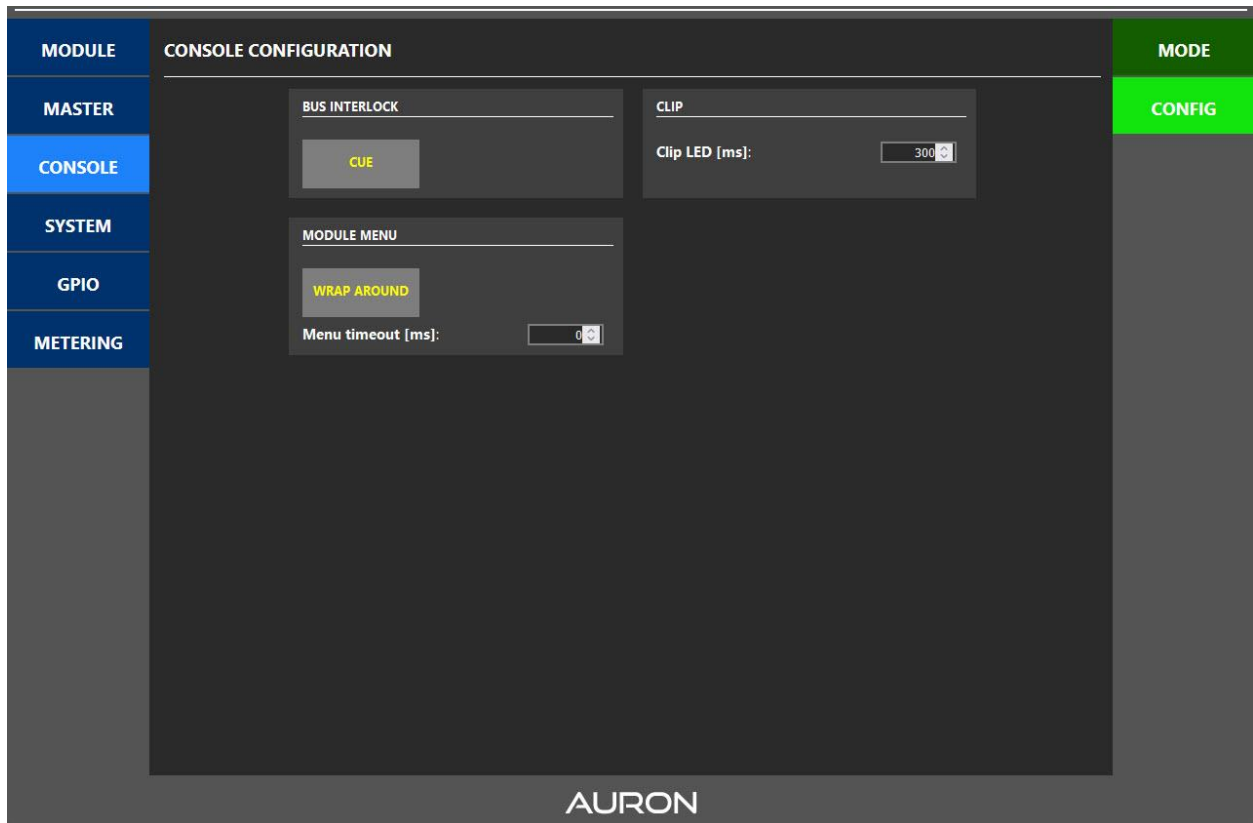 MODULE
MASTER
CONSOLE
SYSTEM
GPIO
METERING
CONSOLE CONFIGURATION
BUS INTERLOCK
CUE
CLIP
Clip LED [ms]: 300
MODULE MENU
WRAP AROUND
Menu timeout [ms]: 0
MODE
CONFIG
AURON